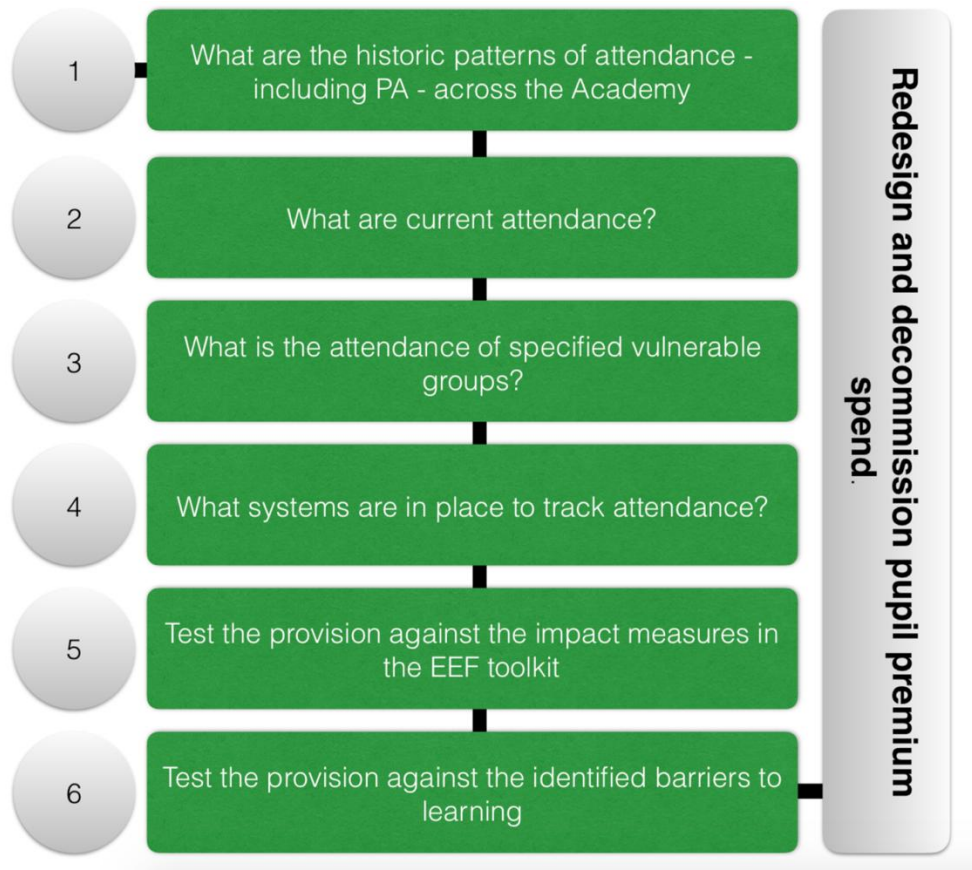 1
What are the historic patterns of attendance -
including PA - across the Academy
2
What are current attendance?
3
What is the attendance of specified vulnerable
groups?
4
What systems are in place to track attendance?
5
Test the provision against the impact measures in
the EEF toolkit
6
Test the provision against the identified barriers to
learning
Redesign and decommission pupil premium
spend.